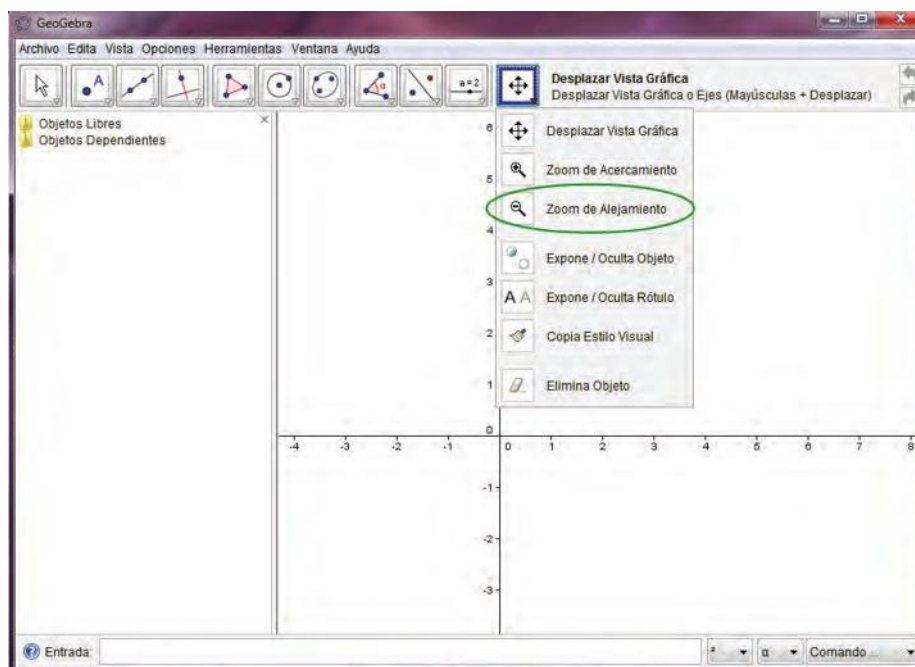 GeoGebra
Archivo Edita Vista Opciones Herramientas Ventana Ayuda
A
α
a=2
Desplazar Vista Gráfica
Desplazar Vista Gráfica o Ejes (Mayúsculas + Desplazar)
Objetos Libres
Objetos Dependientes
Desplazar Vista Gráfica
Zoom de Acercamiento
Zoom de Alejamiento
Expone / Oculta Objeto
A A Expone / Oculta Rótulo
Copia Estilo Visual
Elimina Objeto
6
5
4
3
2
1
0
-4 -3 -2 -1 0 1 2 3 4 5 6 7 8
-1
-2
-3
Entrada:
α Comando ...